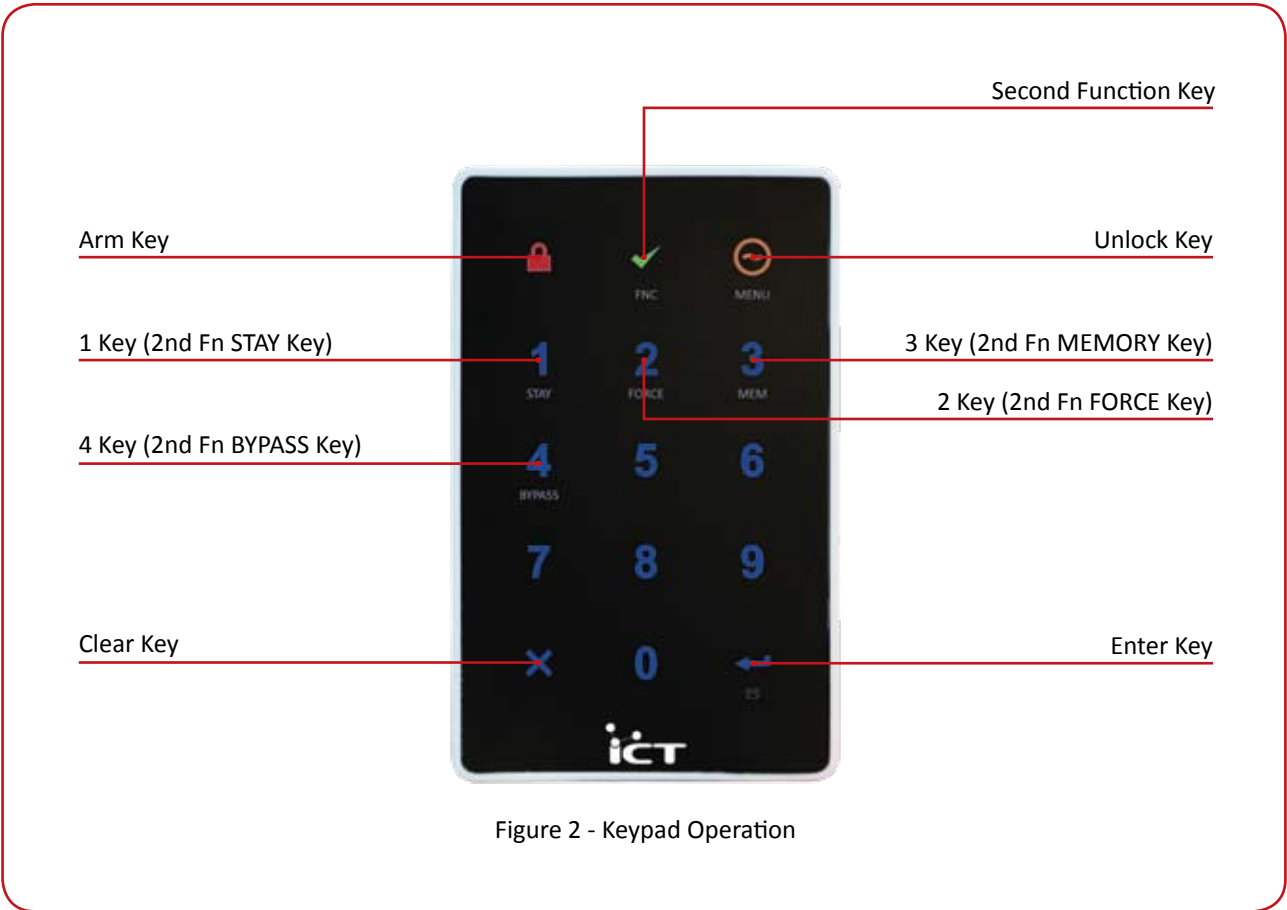 Second Function Key
Arm Key
Unlock Key
FNC
MENU
1 Key (2nd Fn STAY Key)
3 Key (2nd Fn MEMORY Key)
1 2 3
STAY FORCE MEM
2 Key (2nd Fn FORCE Key)
4 Key (2nd Fn BYPASS Key)
4 5 6
BYPASS
7 8 9
Clear Key
Enter Key
0
ICT
Figure 2 - Keypad Operation